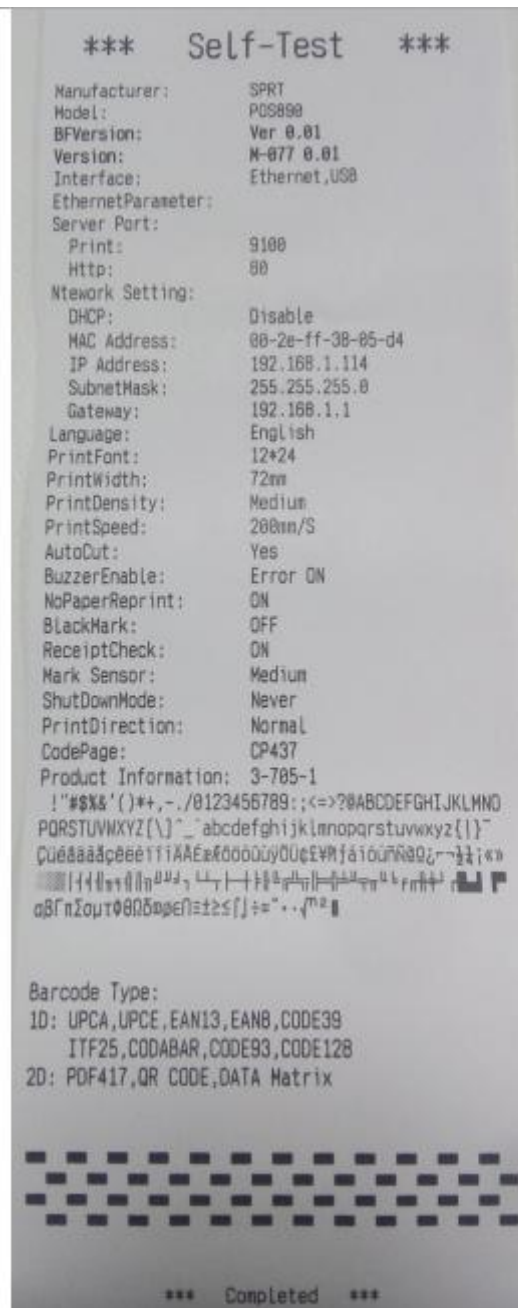 *** Self-Test ***
Manufacturer: SPRT
Model: POS890
BFVersion: Ver 0.01
Version: M-077 0.01
Interface: Ethernet,USB
EthernetParameter:
Server Port:
Print: 9100
Http: 80
Ntework Setting:
DHCP: Disable
MAC Address: 00-2e-ff-38-05-d4
IP Address: 192.168.1.114
SubnetMask: 255.255.255.0
Gateway: 192.168.1.1
Language: English
PrintFont: 12*24
PrintWidth: 72mm
PrintDensity: Medium
PrintSpeed: 200mm/S
AutoCut: Yes
BuzzerEnable: Error ON
NoPaperReprint: ON
BlackMark: OFF
ReceiptCheck: ON
Mark Sensor: Medium
ShutDownMode: Never
PrintDirection: Normal
CodePage: CP437
Product Information: 3-705-1
!"#$%&'()*+,-./0123456789:;<=>?@ABCDEFGHIJKLMNO
PQRSTUVWXYZ[\]^_`abcdefghijklmnopqrstuvwxyz{|}~
Barcode Type:
1D: UPCA,UPCE,EAN13,EAN8,CODE39
ITF25,CODABAR,CODE93,CODE128
2D: PDF417,QR CODE,DATA Matrix
*** Completed ***